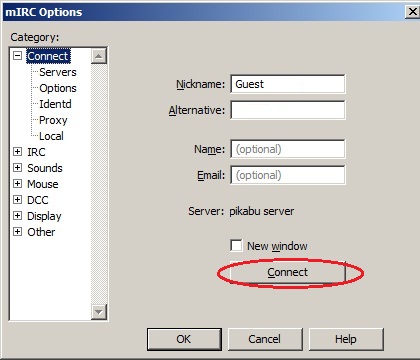 mIRC Options
Category:
Connect
Servers
Options
Identd
Proxy
Local
IRC
Sounds
Mouse
DCC
Display
Other
Nickname: Guest
Alternative:
Name: (optional)
Email: (optional)
Server: pikabu server
New window
Connect
OK Cancel Help